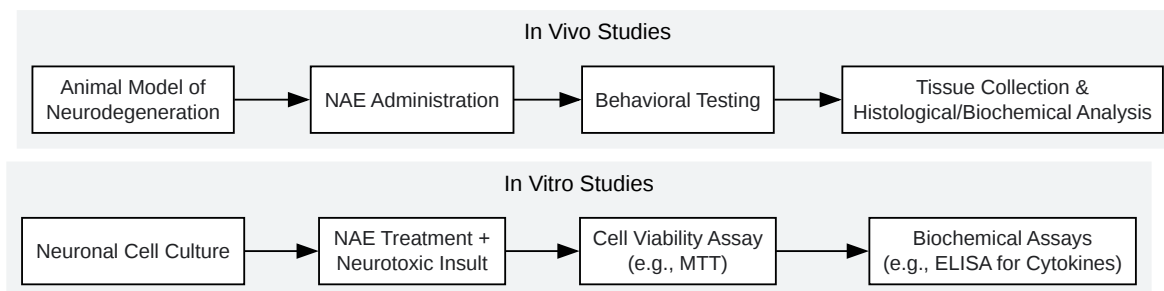 In Vivo Studies
Animal Model of
Neurodegeneration
NAE Administration
Behavioral Testing
Tissue Collection &
Histological/Biochemical Analysis
In Vitro Studies
Neuronal Cell Culture
NAE Treatment +
Neurotoxic Insult
Cell Viability Assay
(e.g., MTT)
Biochemical Assays
(e.g., ELISA for Cytokines)